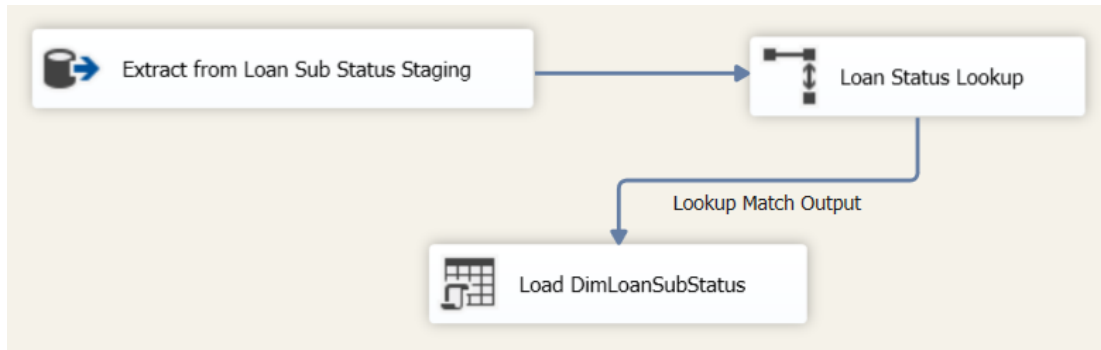 Extract from Loan Sub Status Staging
Loan Status Lookup
Lookup Match Output
Load DimLoanSubStatus